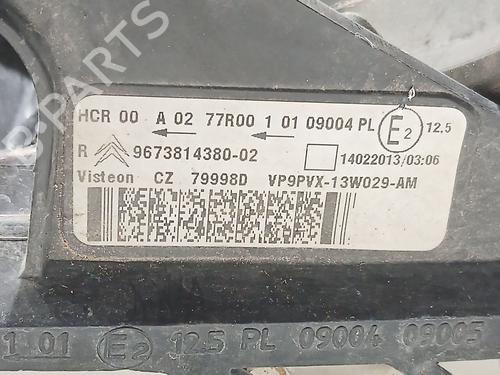 HCR 00 A 02 77R00 1 01 09004 PL E2 12.5
R 9673814380-02 14022013/03:06
Visteon CZ 79998D VP9PVX-13W029-AM
1 01 E2 12.5 PL 09004 09005